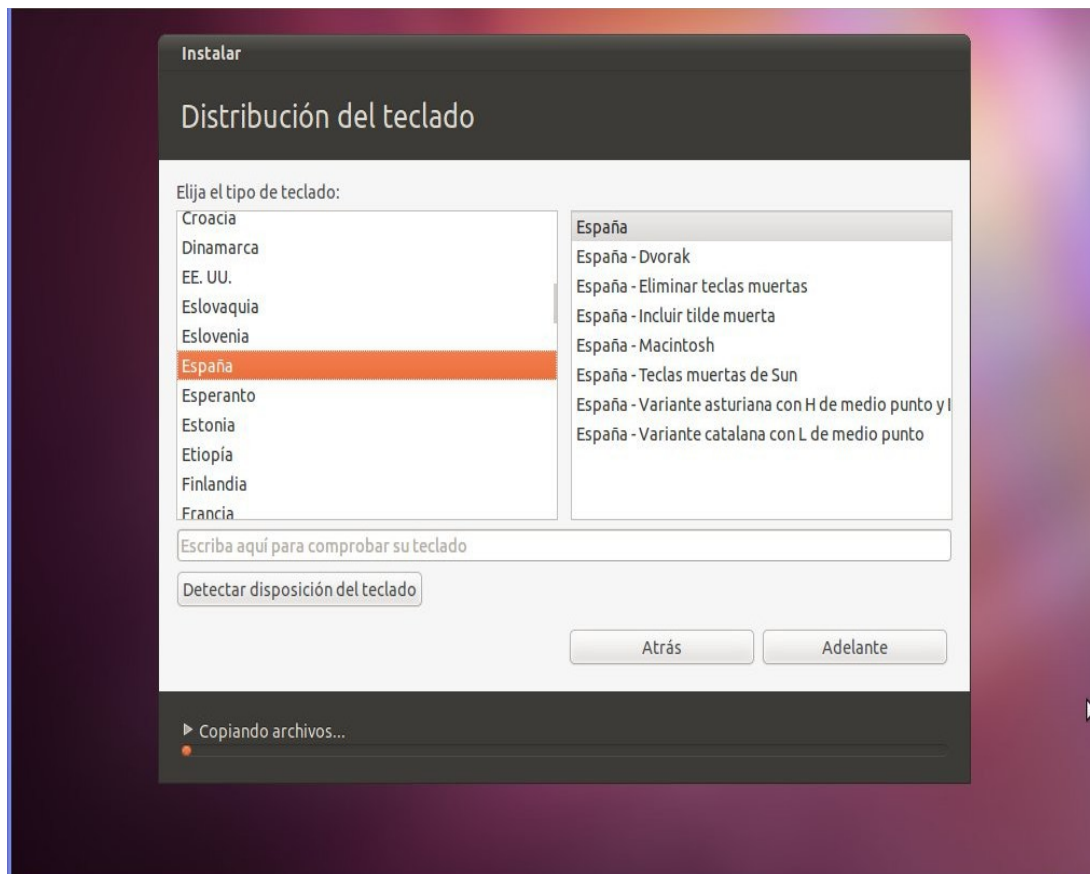 Instalar
Distribución del teclado
Elija el tipo de teclado:
Croacia
Dinamarca
EE. UU.
Eslovaquia
Eslovenia
España
Esperanto
Estonia
Etiopía
Finlandia
Francia
España
España - Dvorak
España - Eliminar teclas muertas
España - Incluir tilde muerta
España - Macintosh
España - Teclas muertas de Sun
España - Variante asturiana con H de medio punto y
España - Variante catalana con L de medio punto
Escriba aquí para comprobar su teclado
Detectar disposición del teclado
Atrás
Adelante
Copiando archivos...